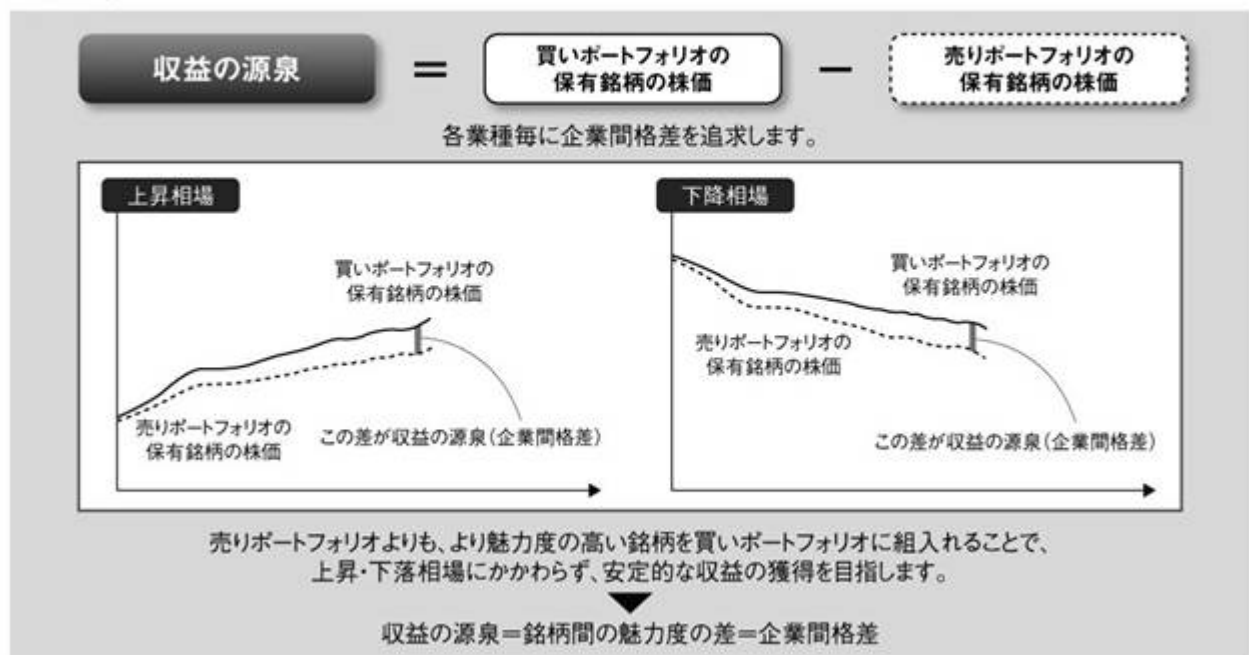 収益の源泉
＝
買いポートフォリオの
保有銘柄の株価
－
売りポートフォリオの
保有銘柄の株価
各業種毎に企業間格差を追求します。
上昇相場
買いポートフォリオの
保有銘柄の株価
売りポートフォリオの
保有銘柄の株価
この差が収益の源泉(企業間格差)
下降相場
買いポートフォリオの
保有銘柄の株価
売りポートフォリオの
保有銘柄の株価
この差が収益の源泉(企業間格差)
売りポートフォリオよりも、より魅力度の高い銘柄を買いポートフォリオに組入れることで、
上昇・下落相場にかかわらず、安定的な収益の獲得を目指します。
収益の源泉＝銘柄間の魅力度の差＝企業間格差